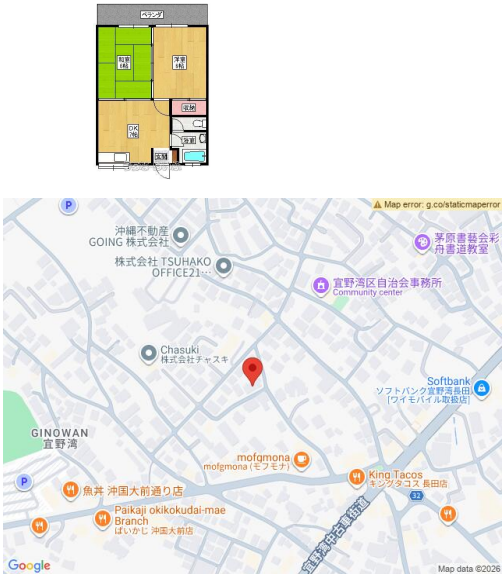 ベランダ
和室
6帖
洋室
6帖
収納
DK
7帖
浴室
玄関
P
Map error: g.co/staticmaperror
沖縄不動産
GOING 株式会社
茅原書藝会彩
舟書道教室
株式会社 TSUHAKO
OFFICE21…
宜野湾区自治会事務所
Community center
Chasuki
株式会社チャスキ
Softbank
ソフトバンク宜野湾長田
[ワイモバイル取扱店]
GINOWAN
宜野湾
mofgmona
mofgmona (モフモナ)
King Tacos
キングタコス 長田店
P
魚丼 沖国大前通り店
32
Paikaji okikokudai-mae
Branch
ぱいかじ 沖国大前店
宜野湾中古車街道
Google
Map data ©2026